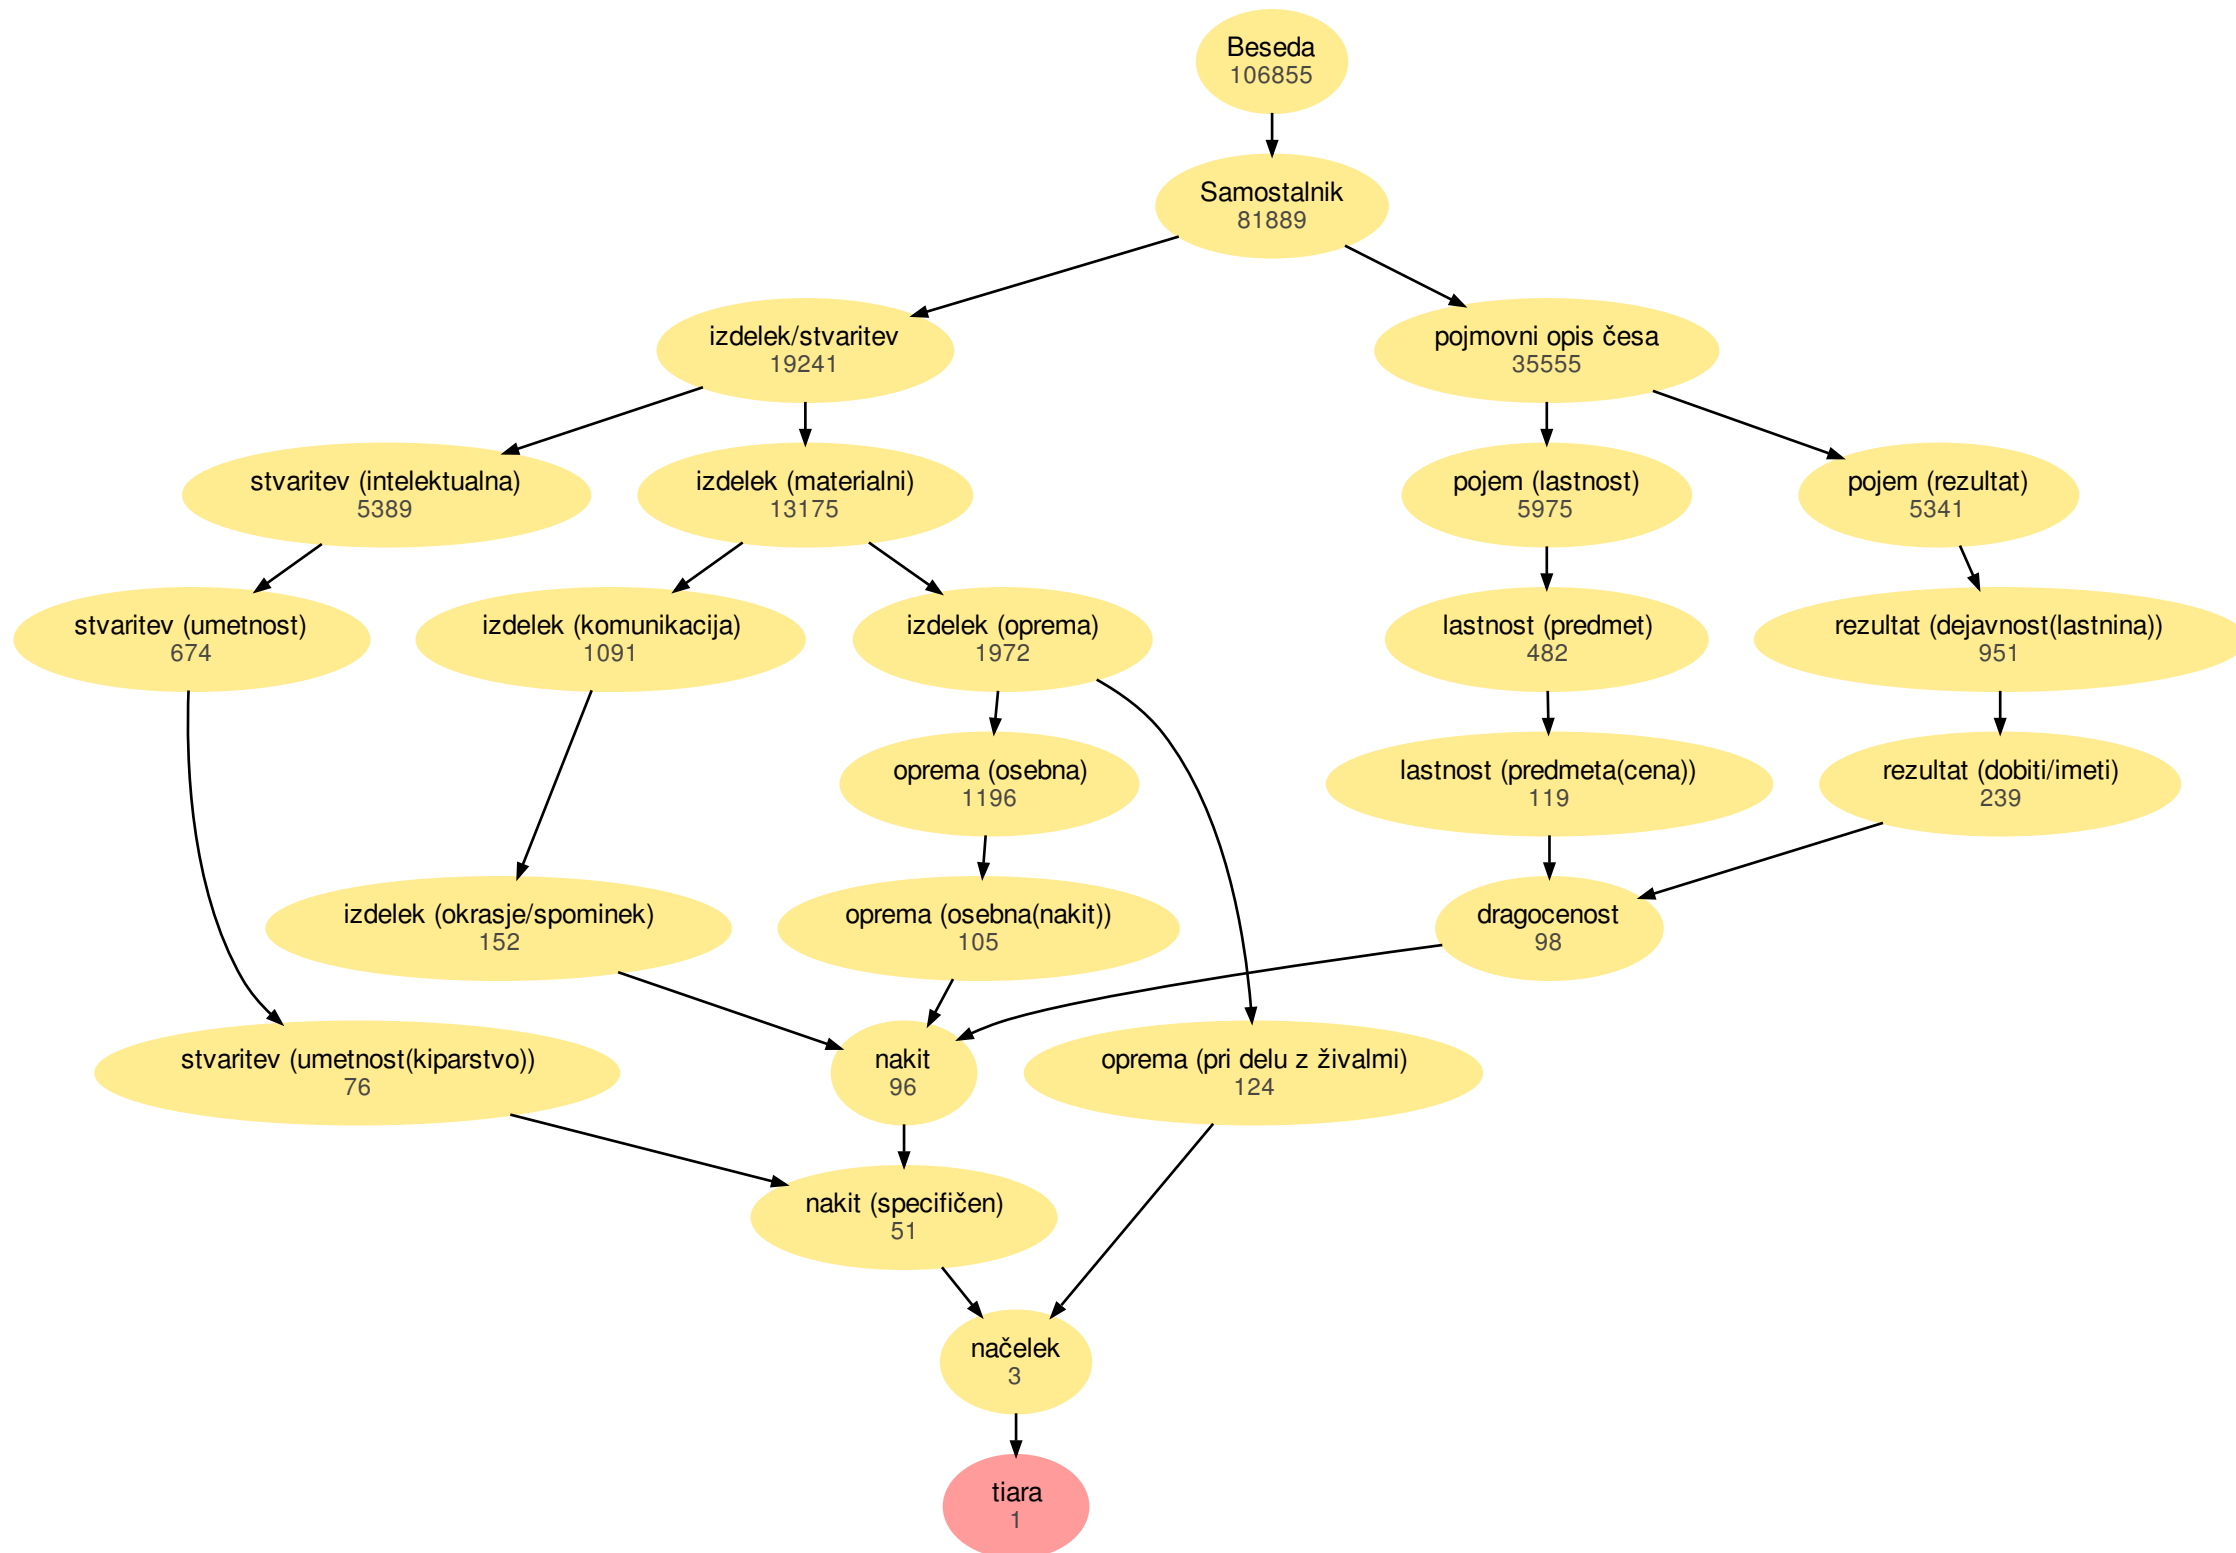 Beseda
106855
Samostalnik
81889
izdelek/stvaritev
19241
pojmovni opis česa
35555
stvaritev (intelektualna)
5389
izdelek (materialni)
13175
pojem (lastnost)
5975
pojem (rezultat)
5341
stvaritev (umetnost)
674
izdelek (komunikacija)
1091
izdelek (oprema)
1972
lastnost (predmet)
482
rezultat (dejavnost(lastnina))
951
oprema (osebna)
1196
lastnost (predmeta(cena))
119
rezultat (dobiti/imeti)
239
izdelek (okrasje/spominek)
152
oprema (osebna(nakit))
105
dragocenost
98
stvaritev (umetnost(kiparstvo))
76
nakit
96
oprema (pri delu z živalmi)
124
nakit (specifičen)
51
načelek
3
tiara
1